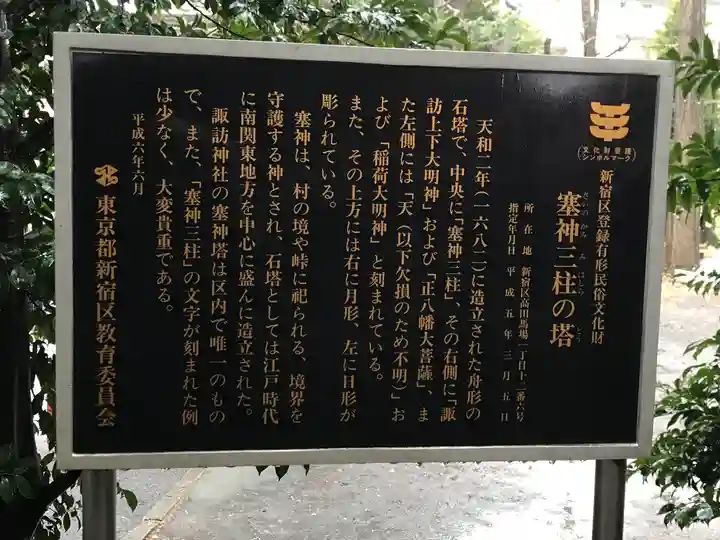 文化財愛護
シンボルマーク
新宿区登録有形民俗文化財
塞神三柱の塔
さいのかみ みはしら とう
所在地 新宿区高田馬場一丁目十二番六号
指定年月日 平成五年三月五日
天和二年(一六八二)に造立された舟形の
石塔で、中央に「塞神三柱」、その右側に「諏
訪上下大明神」および「正八幡大菩薩」、ま
た左側には「天(以下欠損のため不明)」お
よび「稲荷大明神」と刻まれている。
また、その上方には右に月形、左に日形が
彫られている。
塞神は、村の境や峠に祀られる、境界を
守護する神とされ、石塔としては江戸時代
に南関東地方を中心に盛んに造立された。
諏訪神社の塞神塔は区内で唯一のもの
で、また、「塞神三柱」の文字が刻まれた例
は少なく、大変貴重である。
平成六年六月
東京都新宿区教育委員会